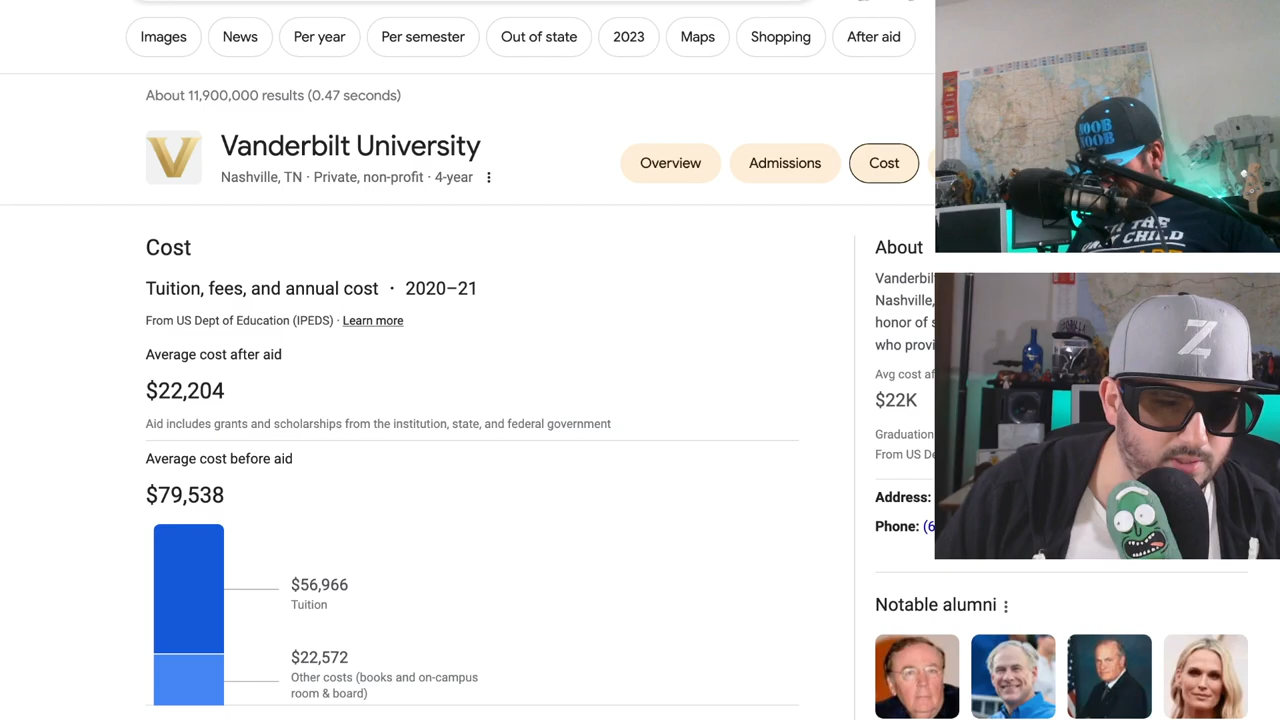 Images
News
Per year
Per semester
Out of state
2023
Maps
Shopping
After aid
About 11,900,000 results (0.47 seconds)
Vanderbilt University
Nashville, TN · Private, non-profit · 4-year
Overview
Admissions
Cost
Cost
Tuition, fees, and annual cost · 2020–21
From US Dept of Education (IPEDS) · Learn more
Average cost after aid
$22,204
Aid includes grants and scholarships from the institution, state, and federal government
Average cost before aid
$79,538
$56,966
Tuition
$22,572
Other costs (books and on-campus
room & board)
About
Vanderbil
Nashville,
honor of s
who provi
Avg cost af
$22K
Graduation
From US De
Address:
Phone: (6
Notable alumni
NOOB
NOOB
THE
CHILD
Z